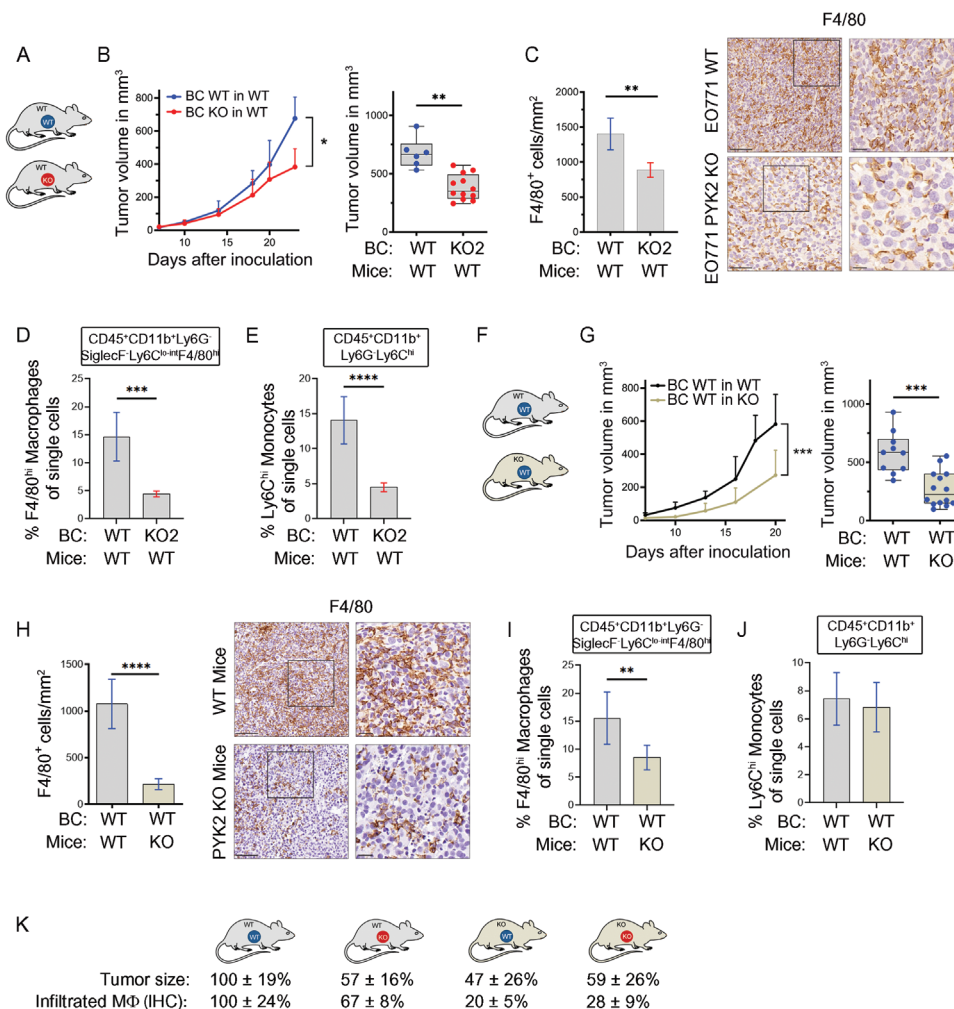 A
WT
WT
WT
KO
B
Tumor volume in mm³
800
600
400
200
0
BC WT in WT
BC KO in WT
*
10
15
20
Days after inoculation
Tumor volume in mm³
1000
500
0
**
BC: WT KO2
Mice: WT WT
C
F4/80⁺ cells/mm²
2000
1500
1000
500
0
**
BC: WT KO2
Mice: WT WT
F4/80
EO771 WT
EO771 PYK2 KO
D
CD45⁺CD11b⁺Ly6G⁻
SiglecF⁻Ly6Cˡᵒ⁻ⁱⁿᵗF4/80ʰⁱ
% F4/80ʰⁱ Macrophages
of single cells
25
20
15
10
5
0
***
BC: WT KO2
Mice: WT WT
E
CD45⁺CD11b⁺
Ly6G⁻Ly6Cʰⁱ
% Ly6Cʰⁱ Monocytes
of single cells
20
15
10
5
0
****
BC: WT KO2
Mice: WT WT
F
WT
WT
KO
WT
G
Tumor volume in mm³
800
600
400
200
0
BC WT in WT
BC WT in KO
***
10
15
20
Days after inoculation
Tumor volume in mm³
1000
500
0
***
BC: WT WT
Mice: WT KO
H
F4/80⁺ cells/mm²
1500
1000
500
0
****
BC: WT WT
Mice: WT KO
F4/80
WT Mice
PYK2 KO Mice
I
CD45⁺CD11b⁺Ly6G⁻
SiglecF⁻Ly6Cˡᵒ⁻ⁱⁿᵗF4/80ʰⁱ
% F4/80ʰⁱ Macrophages
of single cells
25
20
15
10
5
0
**
BC: WT WT
Mice: WT KO
J
CD45⁺CD11b⁺
Ly6G⁻Ly6Cʰⁱ
% Ly6Cʰⁱ Monocytes
of single cells
10
8
6
4
2
0
BC: WT WT
Mice: WT KO
K
WT WT KO KO
WT KO WT KO
Tumor size: 100 ± 19% 57 ± 16% 47 ± 26% 59 ± 26%
Infiltrated MΦ (IHC): 100 ± 24% 67 ± 8% 20 ± 5% 28 ± 9%